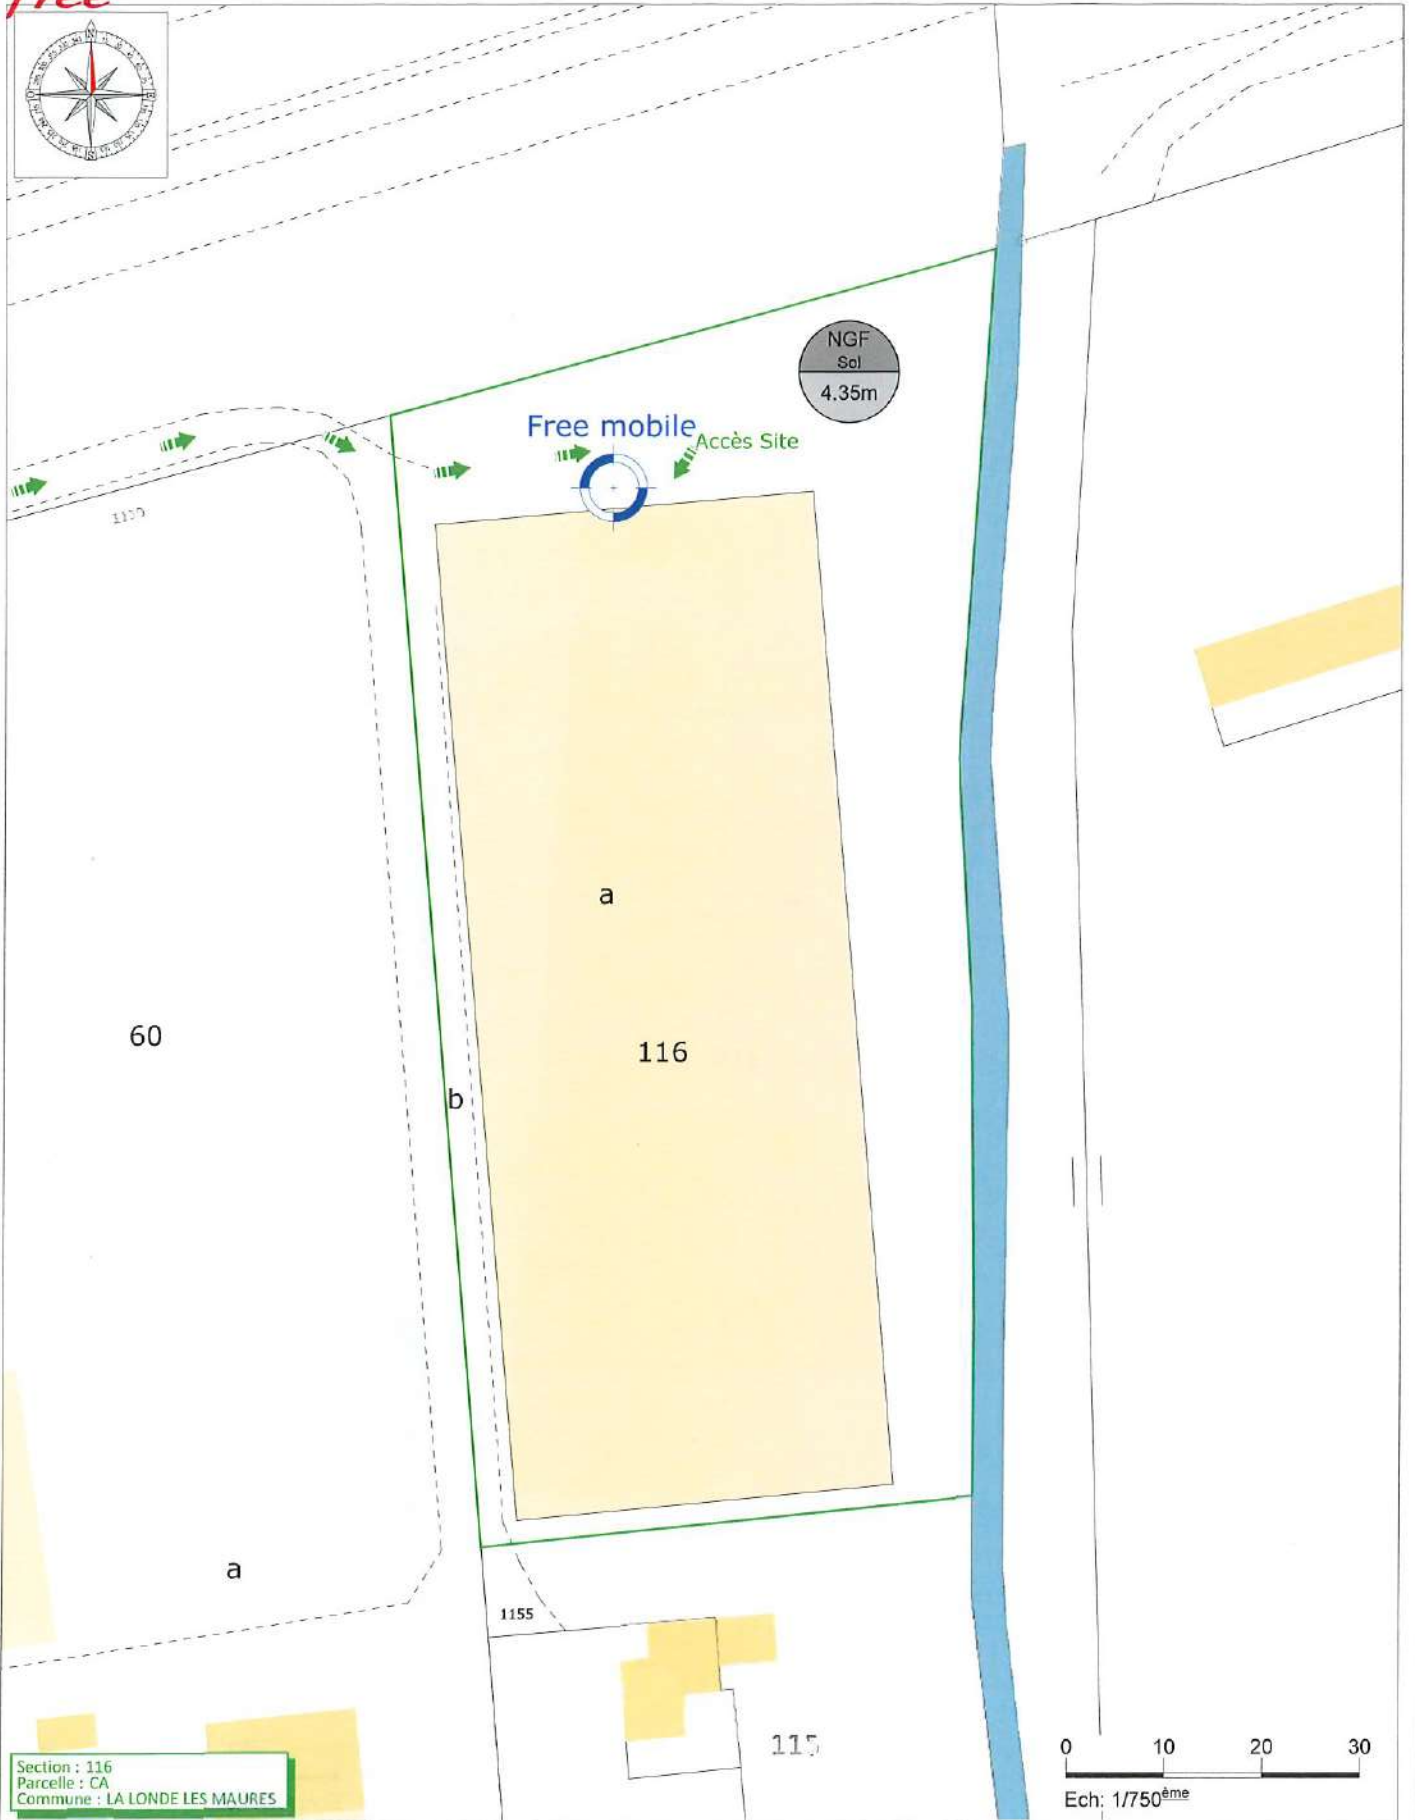 free
N
E
S
O
NGF
Sol
4.35m
Free mobile
Accès Site
a
60
116
b
a
1155
115
Section : 116
Parcelle : CA
Commune : LA LONDE LES MAURES
0 10 20 30
Ech: 1/750ème